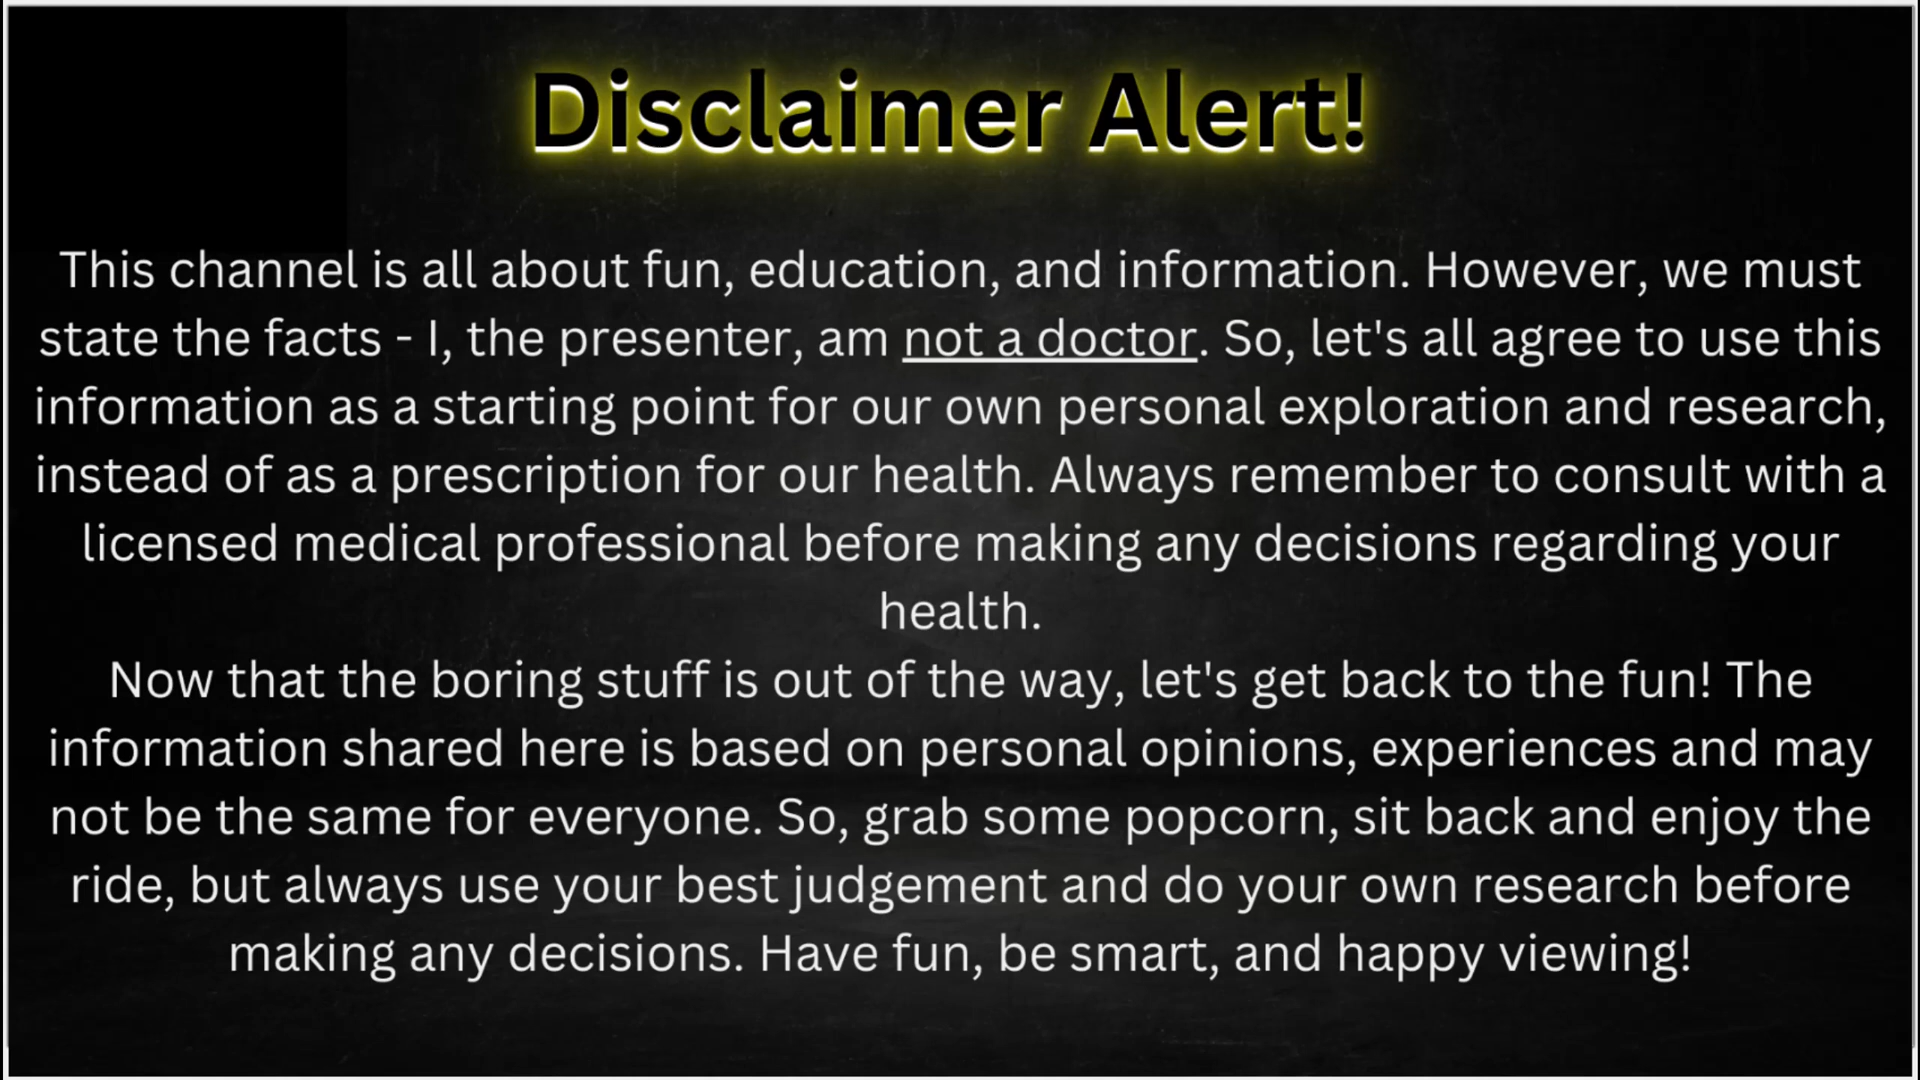 Disclaimer Alert!
This channel is all about fun, education, and information. However, we must
state the facts - I, the presenter, am not a doctor. So, let's all agree to use this
information as a starting point for our own personal exploration and research,
instead of as a prescription for our health. Always remember to consult with a
licensed medical professional before making any decisions regarding your
health.
Now that the boring stuff is out of the way, let's get back to the fun! The
information shared here is based on personal opinions, experiences and may
not be the same for everyone. So, grab some popcorn, sit back and enjoy the
ride, but always use your best judgement and do your own research before
making any decisions. Have fun, be smart, and happy viewing!